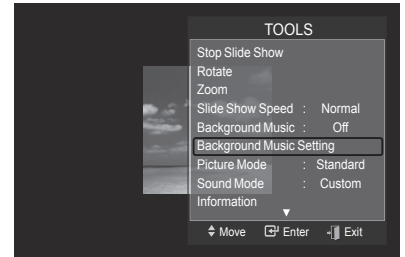 TOOLS
Stop Slide Show
Rotate
Zoom
Slide Show Speed : Normal
Background Music : Off
Background Music Setting
Picture Mode : Standard
Sound Mode : Custom
Information
▼
Move Enter Exit